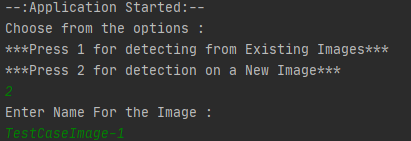 --:Application Started:--
Choose from the options :
***Press 1 for detecting from Existing Images***
***Press 2 for detection on a New Image***
2
Enter Name For the Image :
TestCaseImage-1